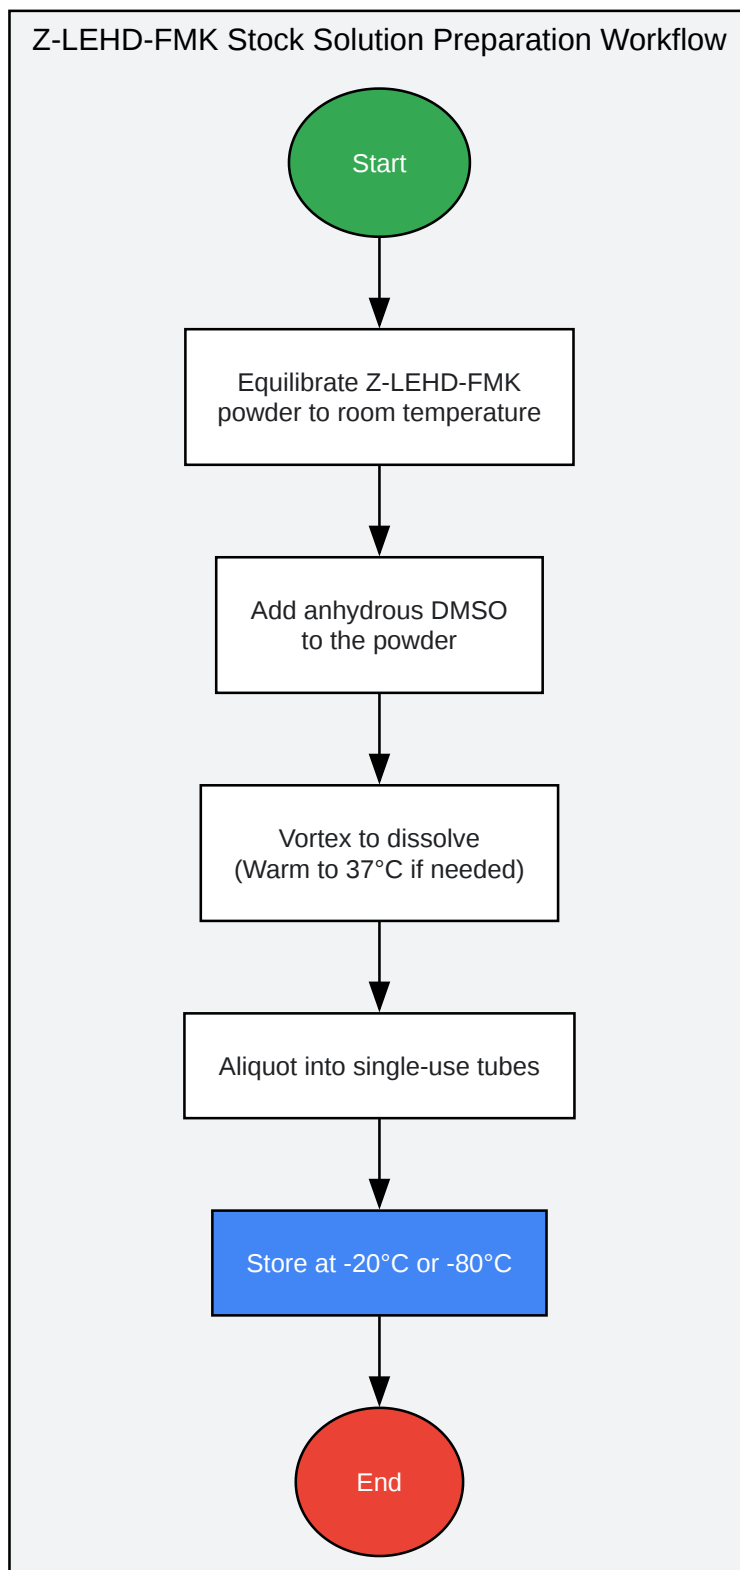 Z-LEHD-FMK Stock Solution Preparation Workflow
Start
Equilibrate Z-LEHD-FMK
powder to room temperature
Add anhydrous DMSO
to the powder
Vortex to dissolve
(Warm to 37°C if needed)
Aliquot into single-use tubes
Store at -20°C or -80°C
End